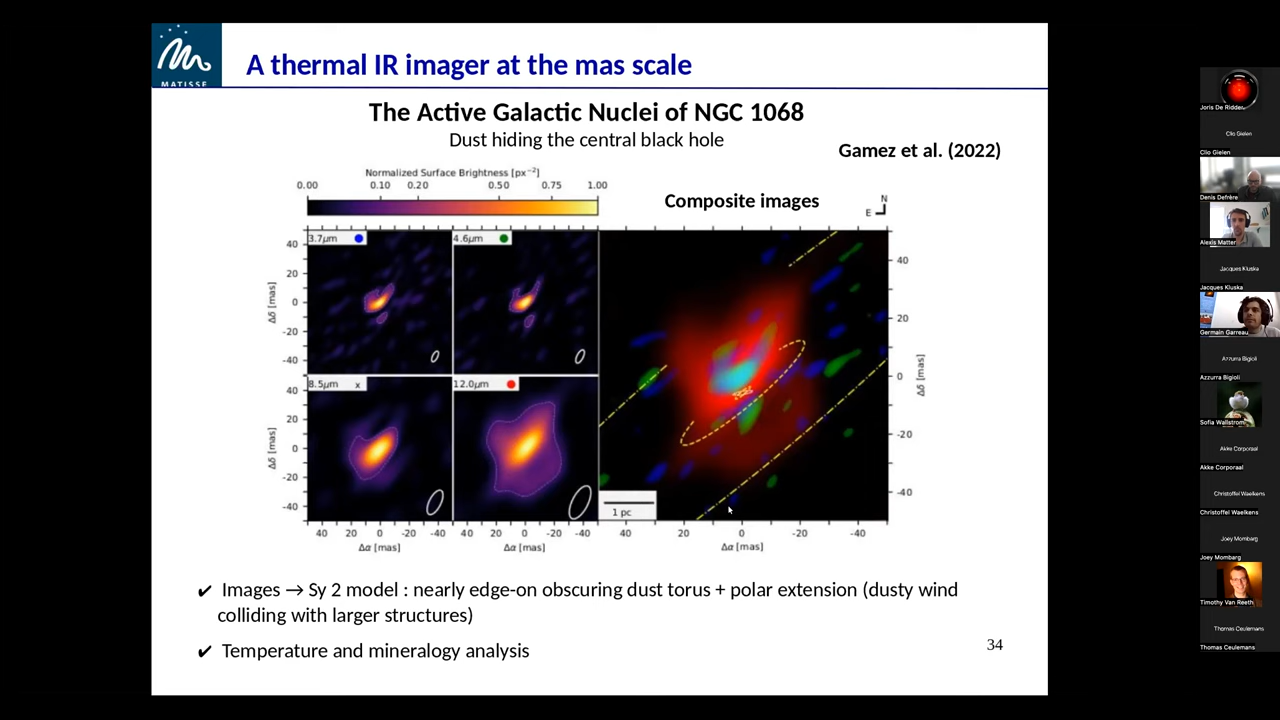 MATISSE
A thermal IR imager at the mas scale
The Active Galactic Nuclei of NGC 1068
Dust hiding the central black hole
Gamez et al. (2022)
Normalized Surface Brightness [px⁻²]
0.00 0.10 0.20 0.50 0.75 1.00
Composite images
N
E
3.7μm
4.6μm
8.5μm x
12.0μm
40
20
0
-20
-40
40
20
0
-20
-40
Δδ [mas]
Δδ [mas]
40
20
0
-20
-40
Δδ [mas]
1 pc
40 20 0 -20 -40 40 20 0 -20 -40 40 20 0 -20 -40
Δα [mas] Δα [mas] Δα [mas]
✔ Images → Sy 2 model : nearly edge-on obscuring dust torus + polar extension (dusty wind
colliding with larger structures)
✔ Temperature and mineralogy analysis
34
Joris De Ridder
Clio Gielen
Clio Gielen
Denis Defrère
Alexis Matter
Jacques Kluska
Jacques Kluska
Germain Garreau
Azzurra Bigioli
Azzurra Bigioli
Sofia Wallstrom
Akke Corporaal
Akke Corporaal
Christoffel Waelkens
Christoffel Waelkens
Joey Mombarg
Joey Mombarg
Timothy Van Reeth
Thomas Ceulemans
Thomas Ceulemans